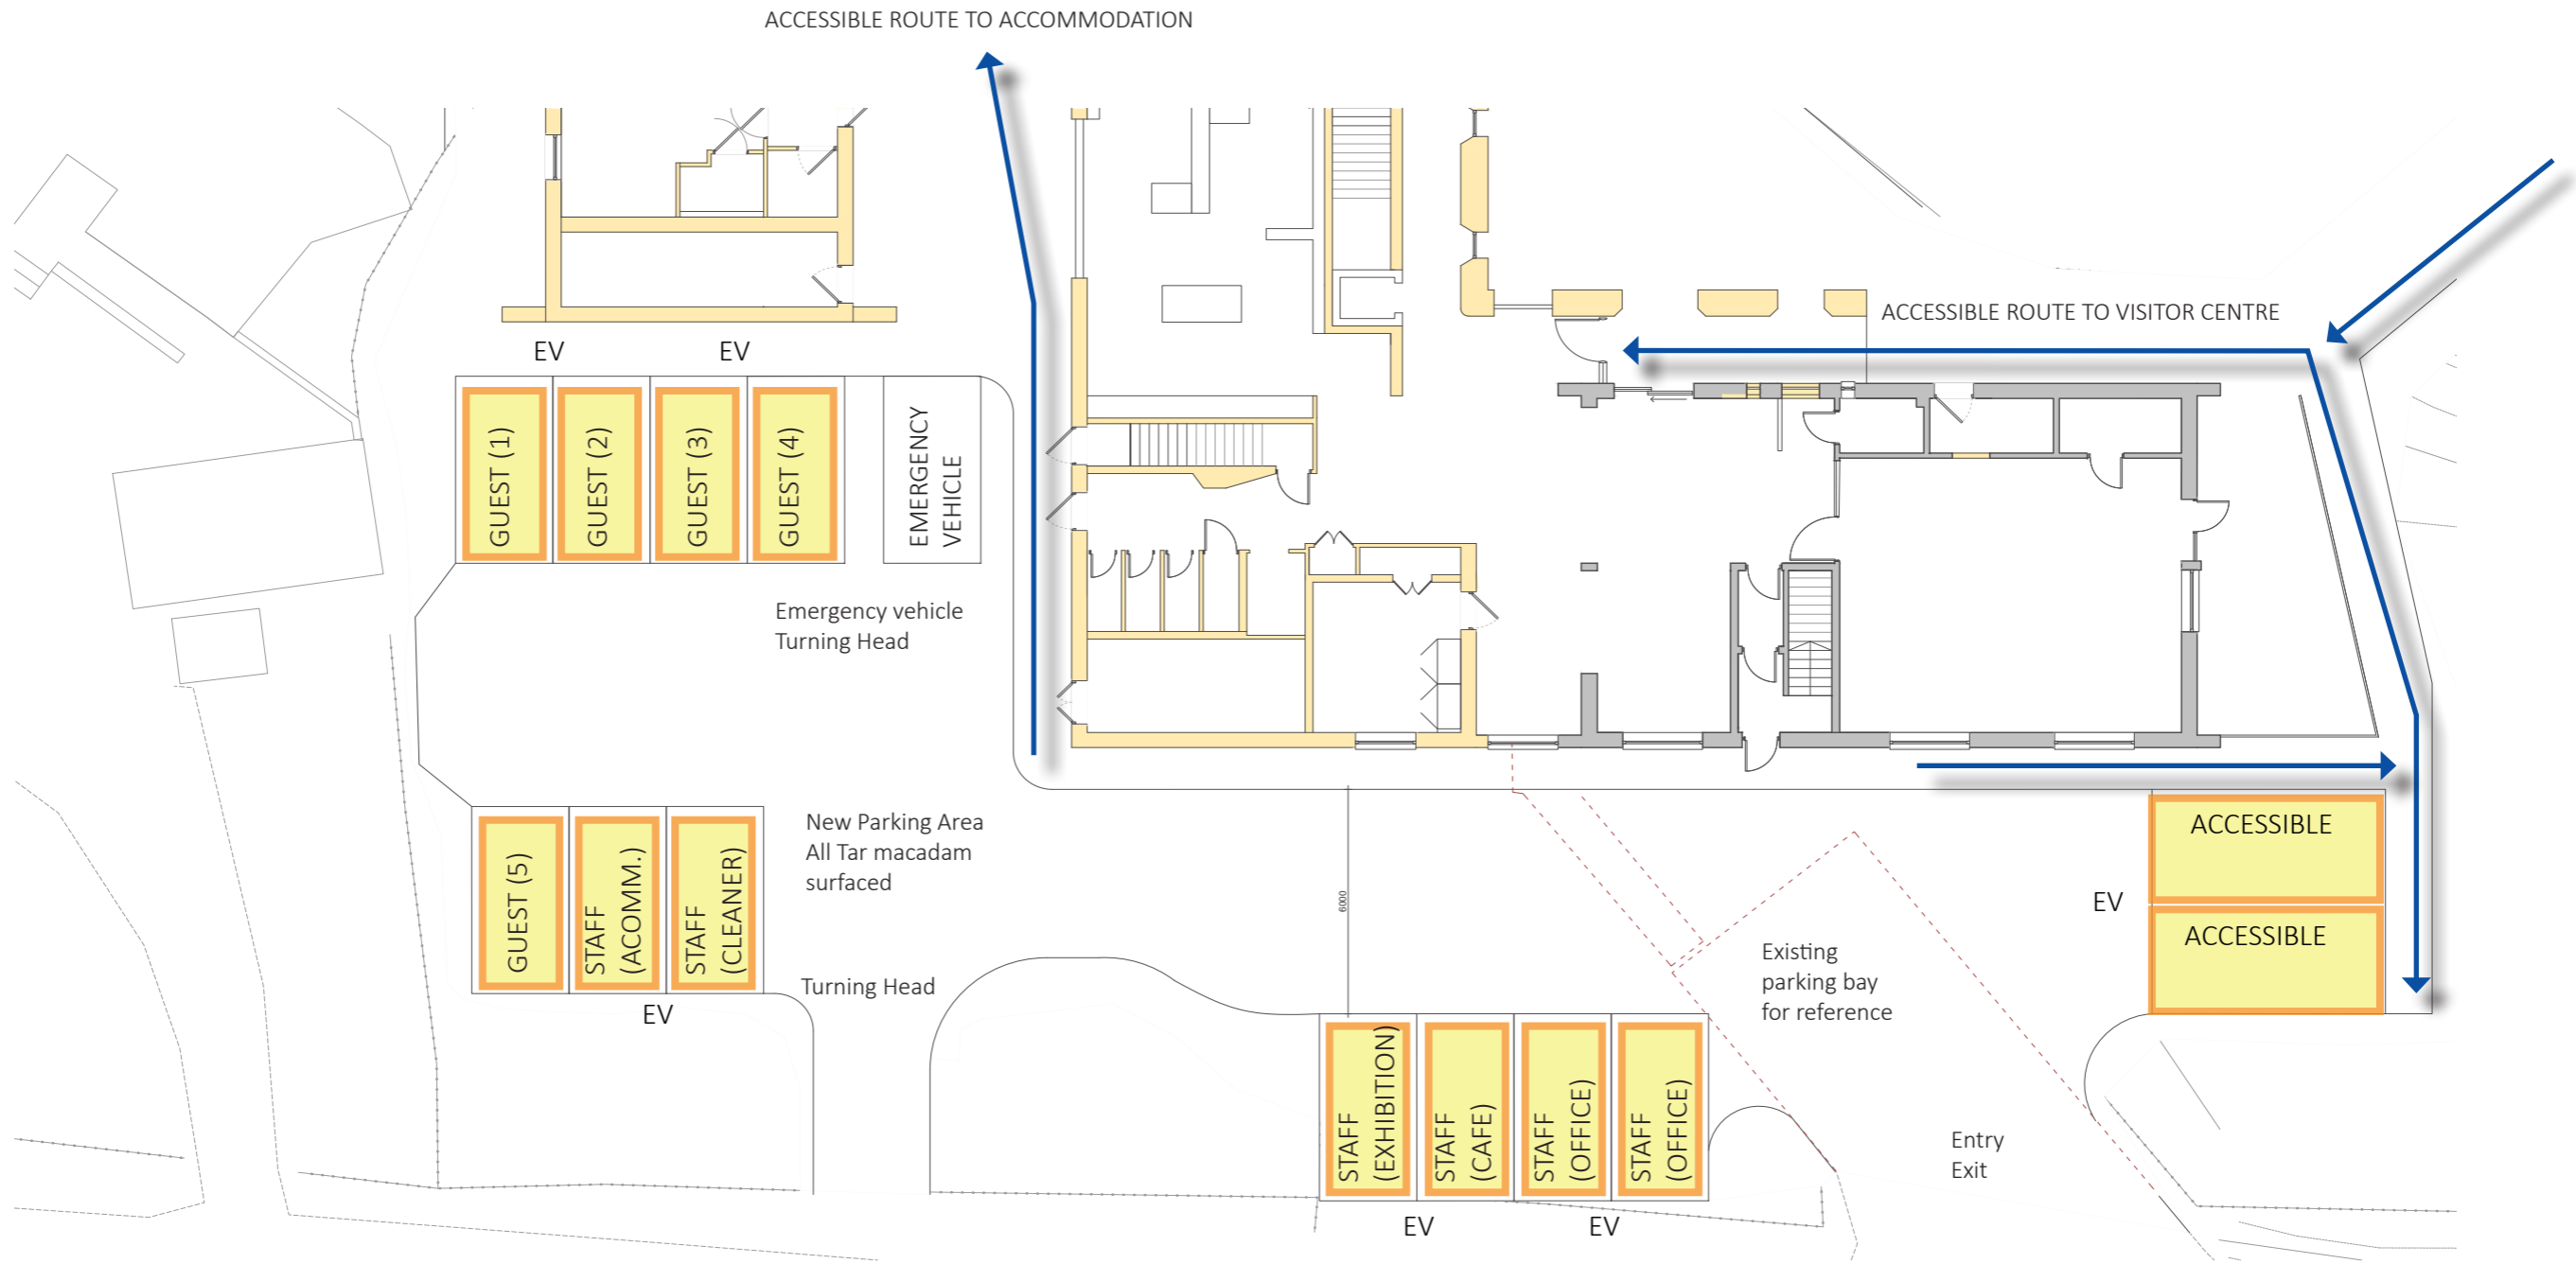 ACCESSIBLE ROUTE TO ACCOMMODATION
ACCESSIBLE ROUTE TO VISITOR CENTRE
EV
EV
GUEST (1)
GUEST (2)
GUEST (3)
GUEST (4)
EMERGENCY
VEHICLE
Emergency vehicle
Turning Head
New Parking Area
All Tar macadam
surfaced
GUEST (5)
STAFF
(ACOMM.)
STAFF
(CLEANER)
EV
Turning Head
6000
Existing
parking bay
for reference
ACCESSIBLE
EV
ACCESSIBLE
STAFF
(EXHIBITION)
STAFF
(CAFE)
STAFF
(OFFICE)
STAFF
(OFFICE)
EV
EV
Entry
Exit